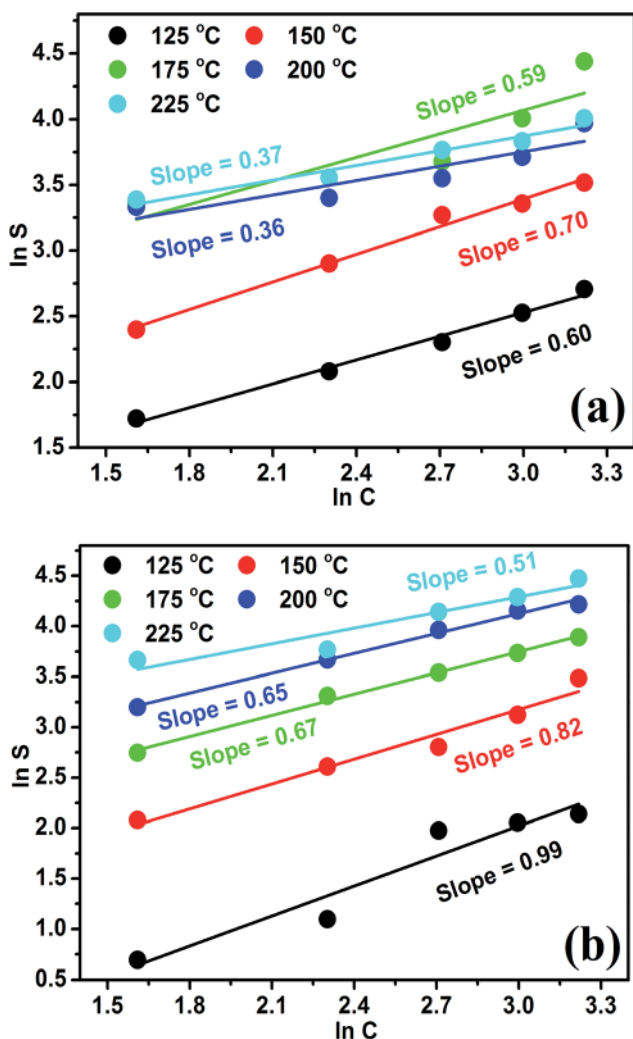 125 °C 150 °C
175 °C 200 °C
225 °C
Slope = 0.59
Slope = 0.37
Slope = 0.36
Slope = 0.70
Slope = 0.60
(a)
ln S
4.5
4.0
3.5
3.0
2.5
2.0
1.5
1.5 1.8 2.1 2.4 2.7 3.0 3.3
ln C
125 °C 150 °C
175 °C 200 °C
225 °C
Slope = 0.51
Slope = 0.65
Slope = 0.67
Slope = 0.82
Slope = 0.99
(b)
ln S
4.5
4.0
3.5
3.0
2.5
2.0
1.5
1.0
0.5
1.5 1.8 2.1 2.4 2.7 3.0 3.3
ln C